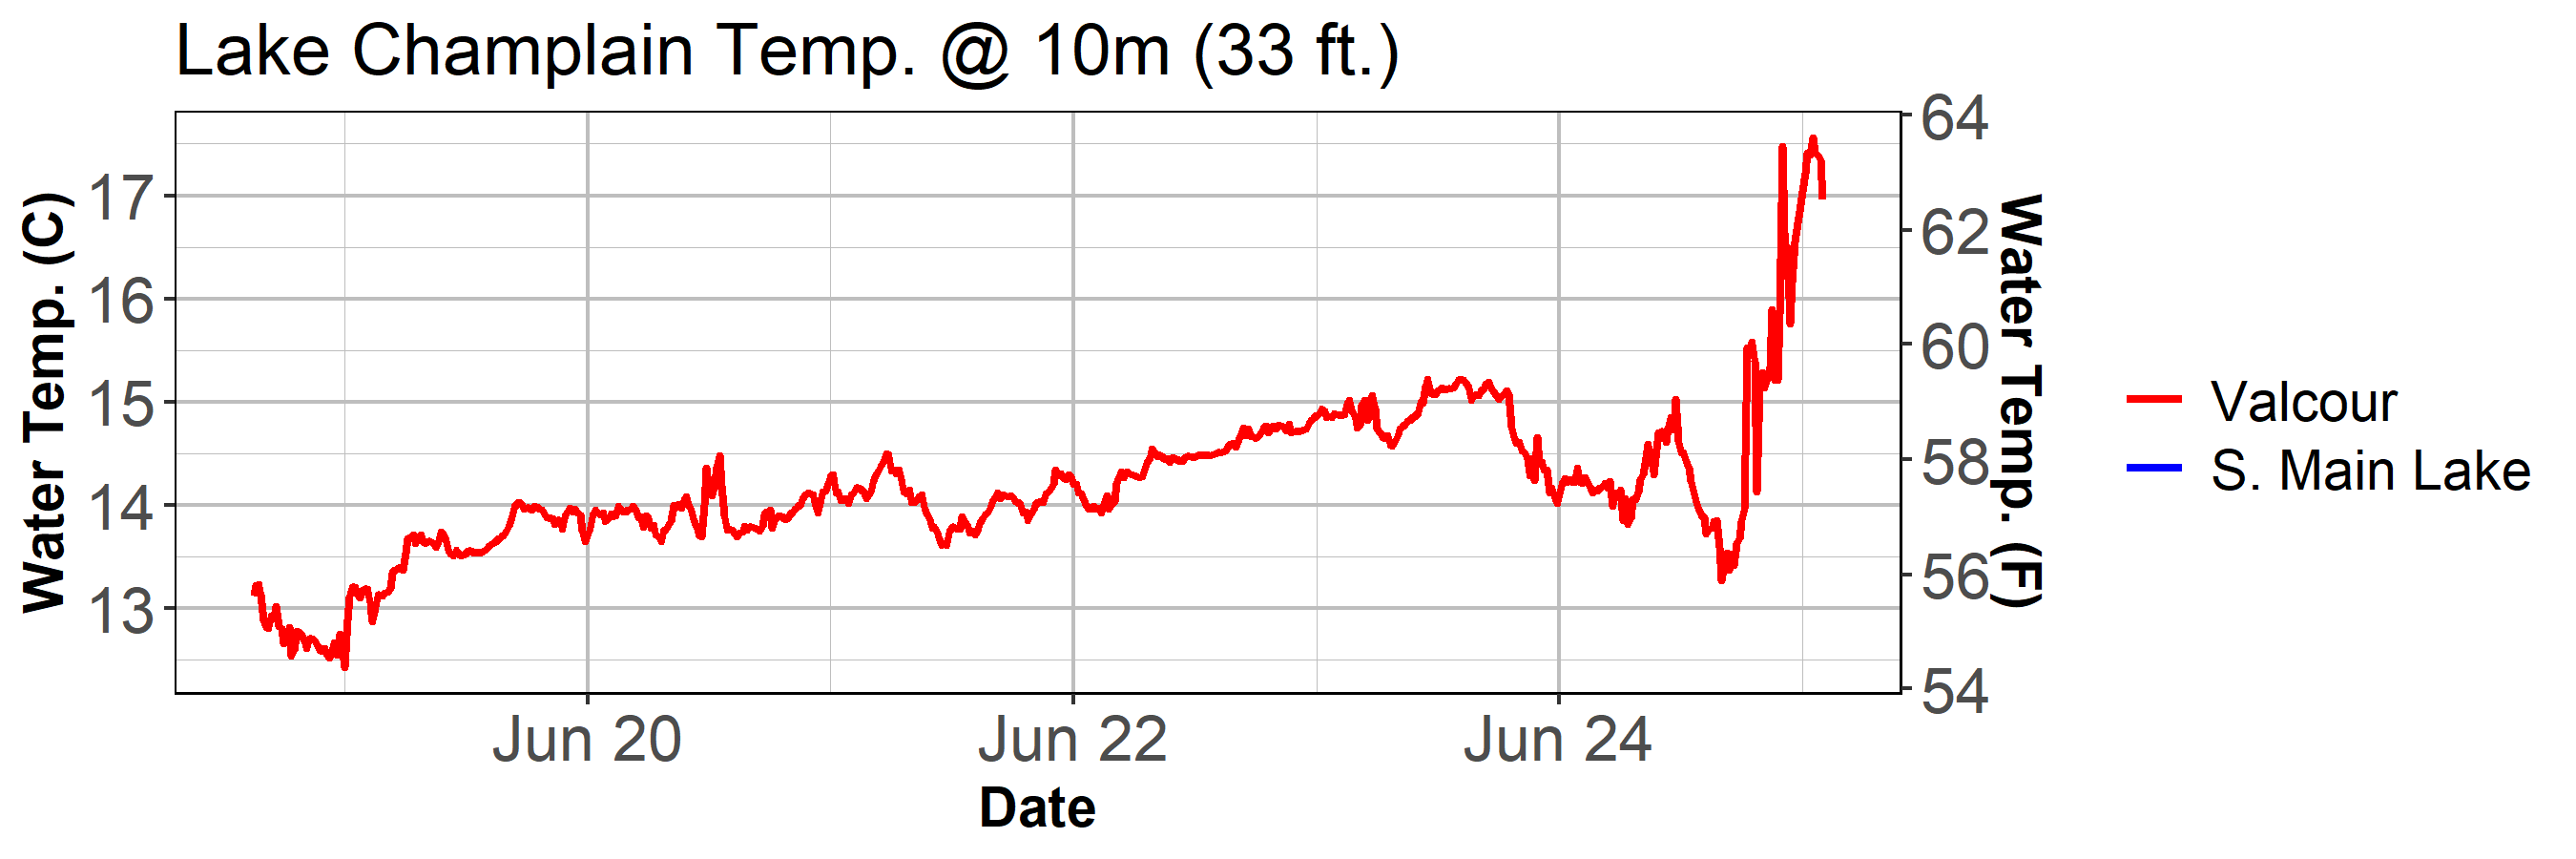 Lake Champlain Temp. @ 10m (33 ft.)
Water Temp. (C)
17
16
15
14
13
64
62
60
58
56
54
Water Temp. (F)
Jun 20
Jun 22
Jun 24
Date
Valcour
S. Main Lake